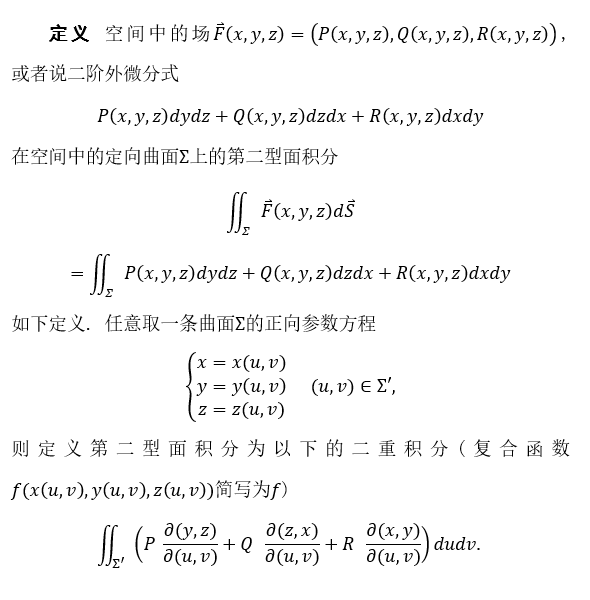 定义 空间中的场F⃗(x,y,z) = (P(x,y,z),Q(x,y,z),R(x,y,z)),
或者说二阶外微分式
P(x,y,z)dydz + Q(x,y,z)dzdx + R(x,y,z)dxdy
在空间中的定向曲面Σ上的第二型面积分
∬_Σ F⃗(x,y,z)dS⃗
= ∬_Σ P(x,y,z)dydz + Q(x,y,z)dzdx + R(x,y,z)dxdy
如下定义. 任意取一条曲面Σ的正向参数方程
{x = x(u,v)
y = y(u,v) (u,v) ∈ Σ′,
z = z(u,v)
则定义第二型面积分为以下的二重积分(复合函数
f(x(u,v),y(u,v),z(u,v))简写为f)
∬_Σ′ (P ∂(y,z)/∂(u,v) + Q ∂(z,x)/∂(u,v) + R ∂(x,y)/∂(u,v)) dudv.